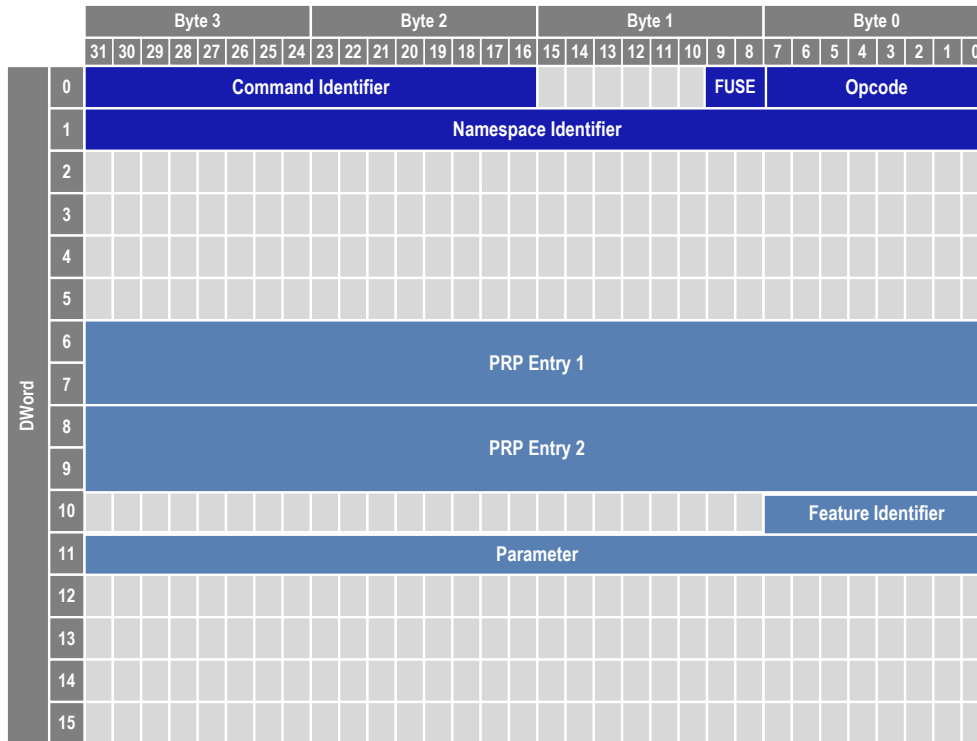 Byte 3 Byte 2 Byte 1 Byte 0
31 30 29 28 27 26 25 24 23 22 21 20 19 18 17 16 15 14 13 12 11 10 9 8 7 6 5 4 3 2 1 0
DWord
0 Command Identifier FUSE Opcode
1 Namespace Identifier
2
3
4
5
6
PRP Entry 1
7
8
PRP Entry 2
9
10 Feature Identifier
11 Parameter
12
13
14
15